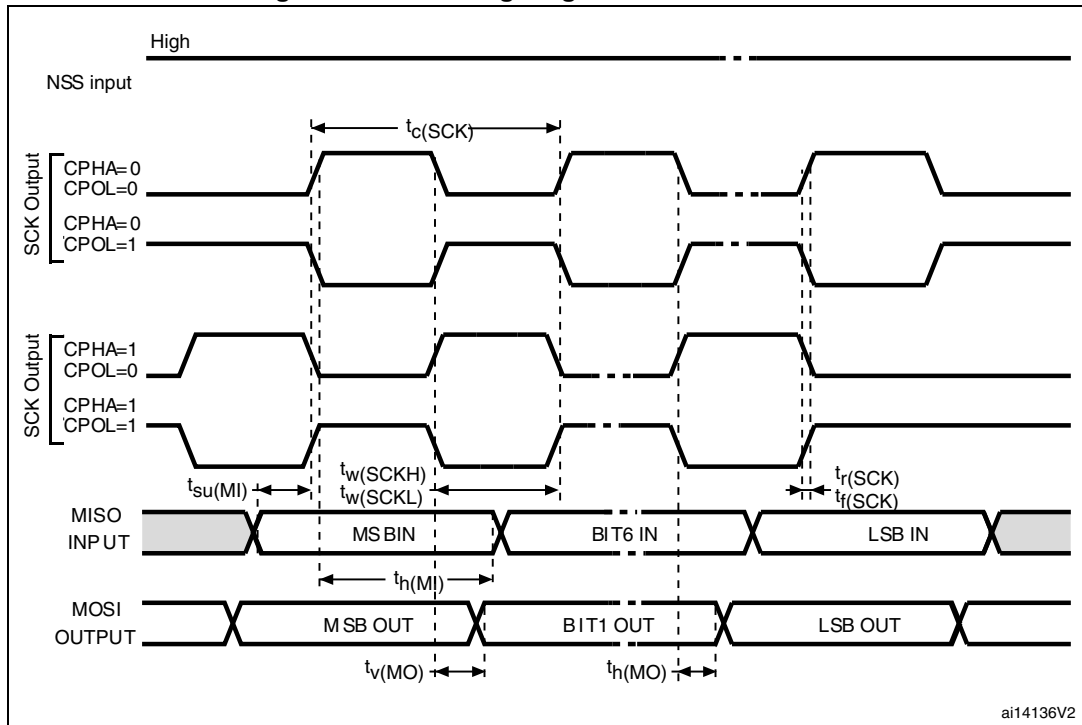 High
NSS input
tc(SCK)
SCK Output
CPHA=0
CPOL=0
CPHA=0
CPOL=1
SCK Output
CPHA=1
CPOL=0
CPHA=1
CPOL=1
tw(SCKH)
tw(SCKL)
tr(SCK)
tf(SCK)
tsu(MI)
MISO
INPUT
MSBIN
BIT6 IN
LSB IN
th(MI)
MOSI
OUTPUT
MSB OUT
BIT1 OUT
LSB OUT
tv(MO)
th(MO)
ai14136V2